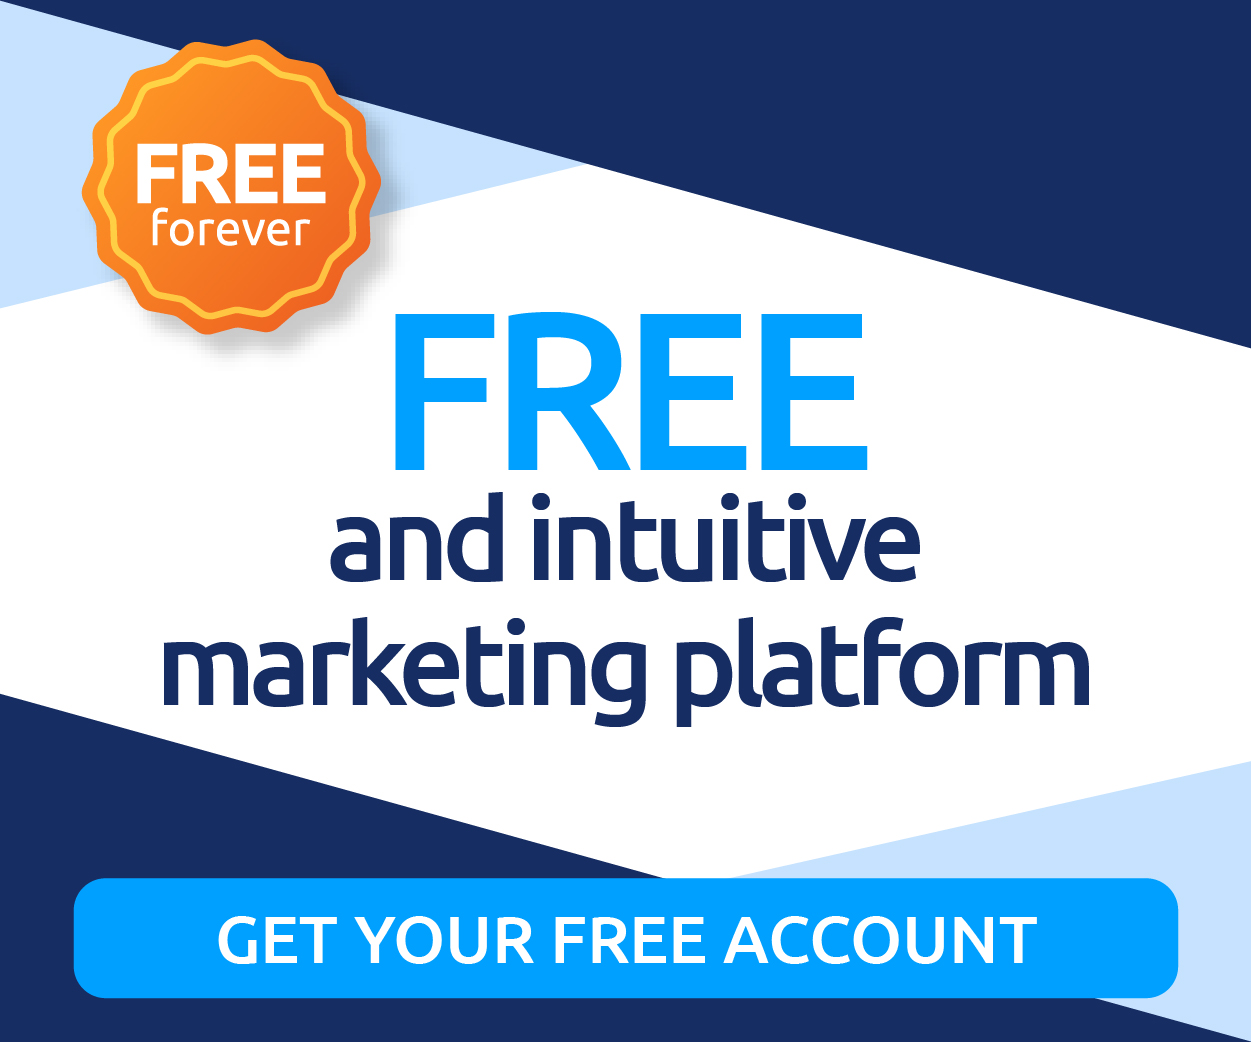 FREE
forever
FREE
and intuitive
marketing platform
GET YOUR FREE ACCOUNT